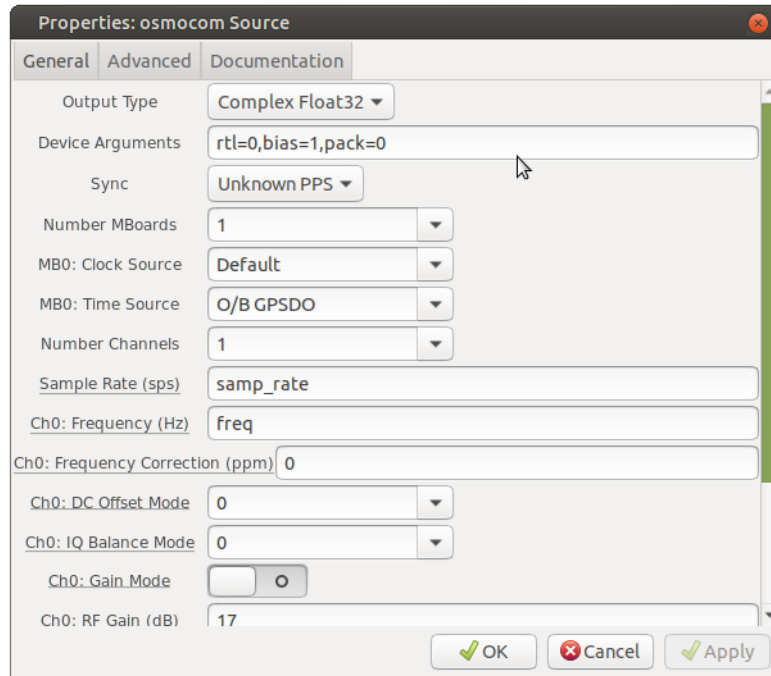 Properties: osmocom Source
General Advanced Documentation
Output Type Complex Float32
Device Arguments rtl=0,bias=1,pack=0
Sync Unknown PPS
Number MBoards 1
MB0: Clock Source Default
MB0: Time Source O/B GPSDO
Number Channels 1
Sample Rate (sps) samp_rate
Ch0: Frequency (Hz) freq
Ch0: Frequency Correction (ppm) 0
Ch0: DC Offset Mode 0
Ch0: IQ Balance Mode 0
Ch0: Gain Mode
Ch0: RF Gain (dB) 17
OK Cancel Apply